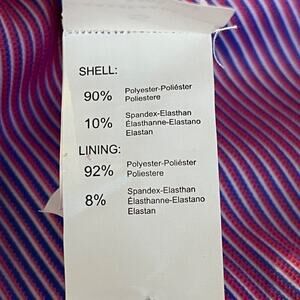 SHELL:
90% Polyester-Poliéster
Poliestere
10% Spandex-Elasthan
Élasthanne-Elastano
Elastan
LINING:
92% Polyester-Poliéster
Poliestere
8% Spandex-Elasthan
Élasthanne-Elastano
Elastan